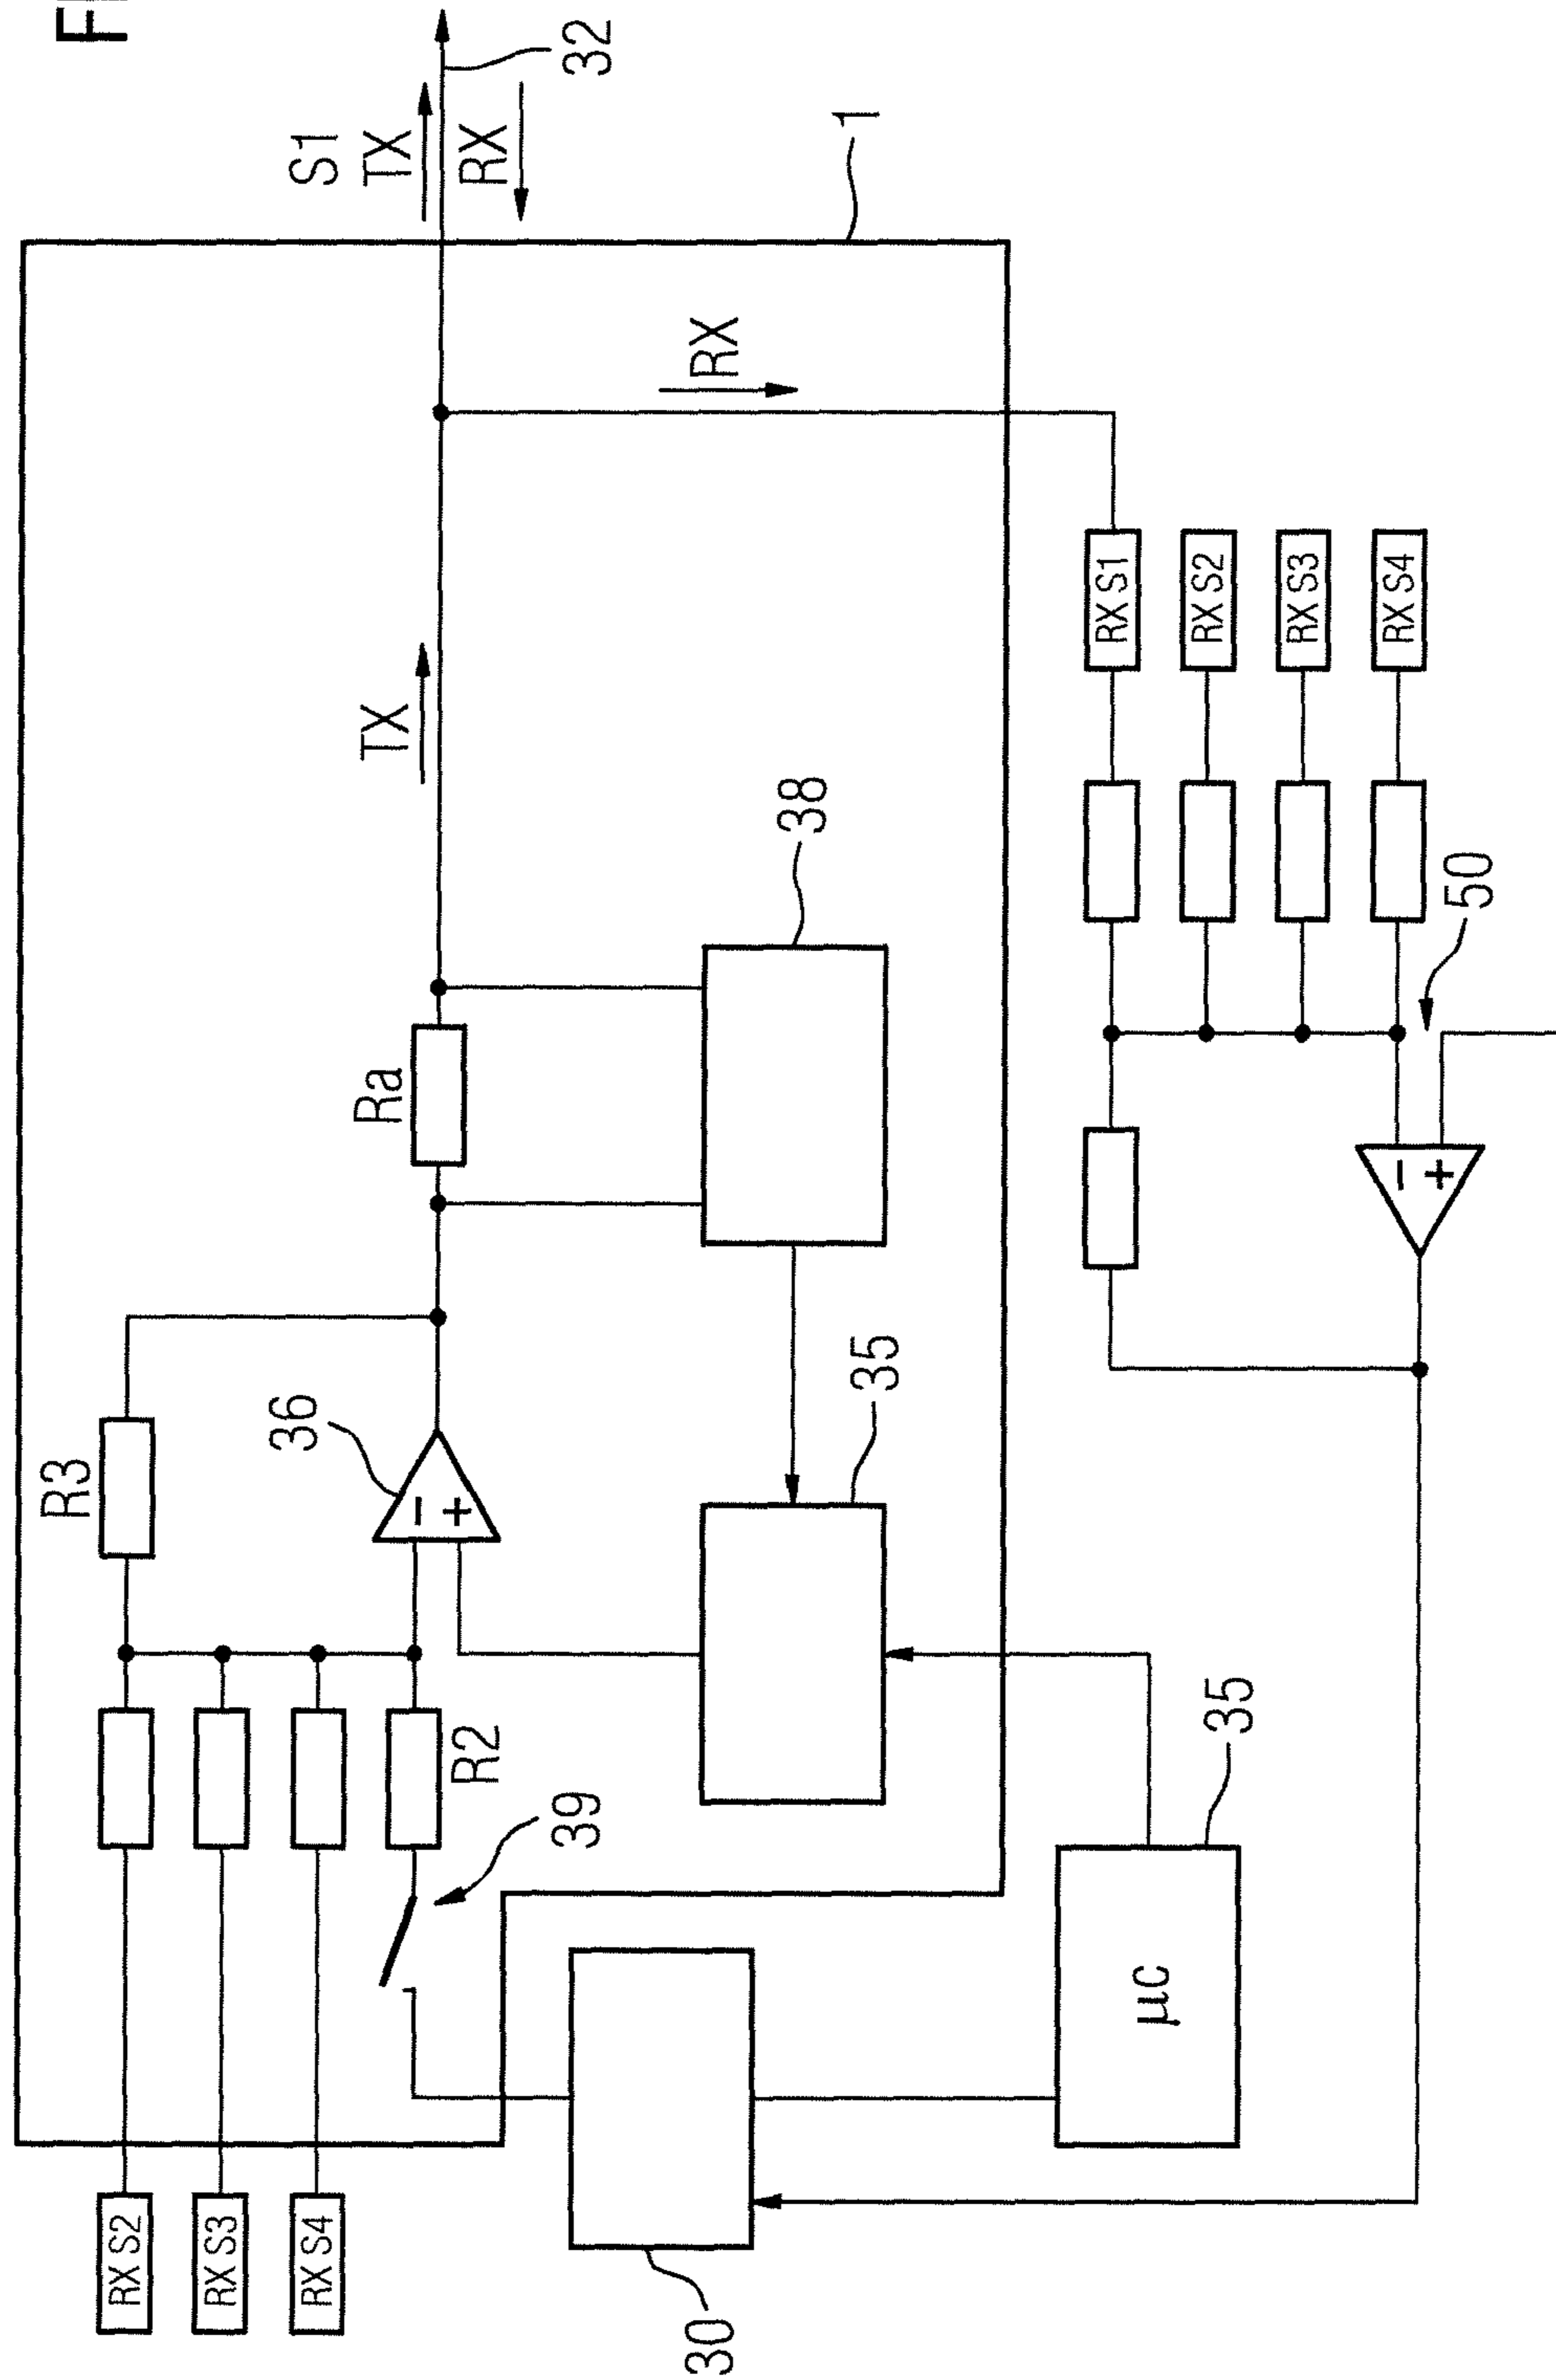 S1
TX
RX
32
1
RX
TX
Ra
38
R3
36
−
+
35
R2
39
RX S2
RX S3
RX S4
30
µC
35
RX S1
RX S2
RX S3
RX S4
50
−
+